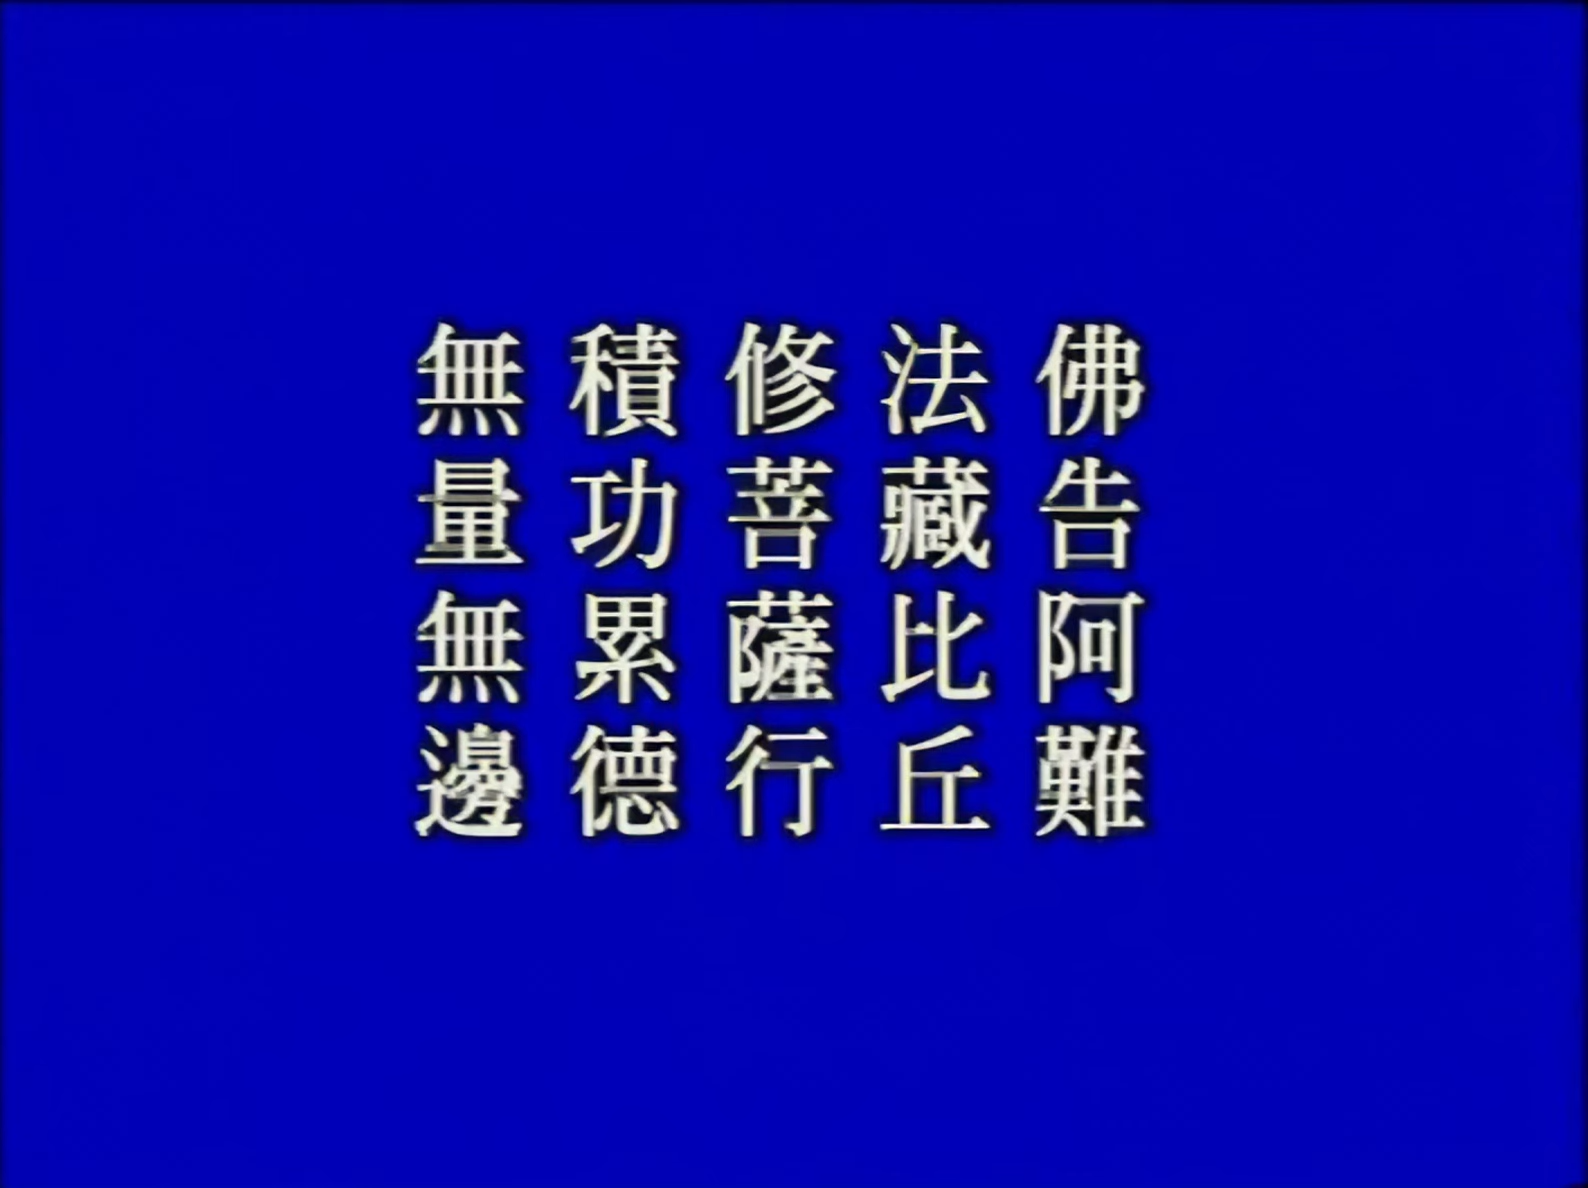 佛告阿難
法藏比丘
修菩薩行
積功累德
無量無邊